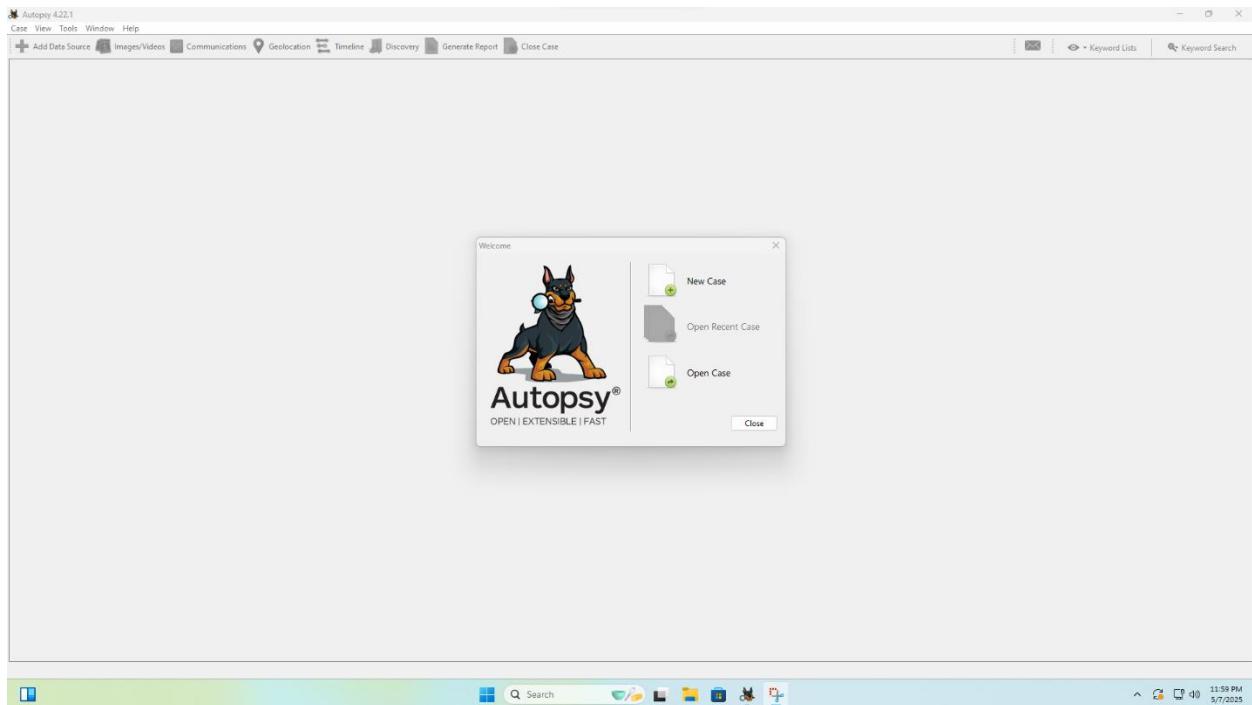 Autopsy 4.22.1
Case View Tools Window Help
Add Data Source Images/Videos Communications Geolocation Timeline Discovery Generate Report Close Case Keyword Lists Keyword Search
Welcome
New Case
Open Recent Case
Open Case
Autopsy®
OPEN | EXTENSIBLE | FAST
Close
Search
11:59 PM
5/7/2025